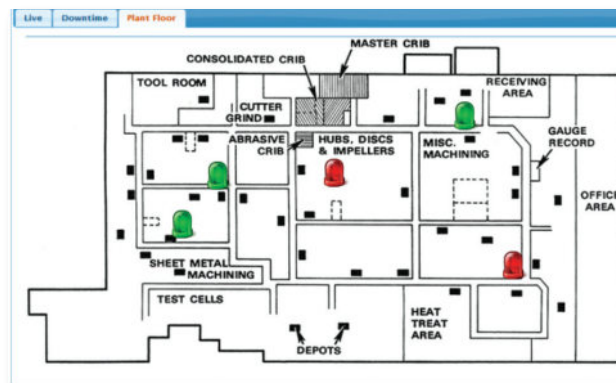 Live
Downtime
Plant Floor
MASTER CRIB
CONSOLIDATED CRIB
TOOL ROOM
RECEIVING
AREA
CUTTER
GRIND
ABRASIVE
CRIB
HUBS, DISCS
& IMPELLERS
MISC.
MACHINING
GAUGE
RECORD
OFFICE
AREA
SHEET METAL
MACHINING
TEST CELLS
DEPOTS
HEAT
TREAT
AREA